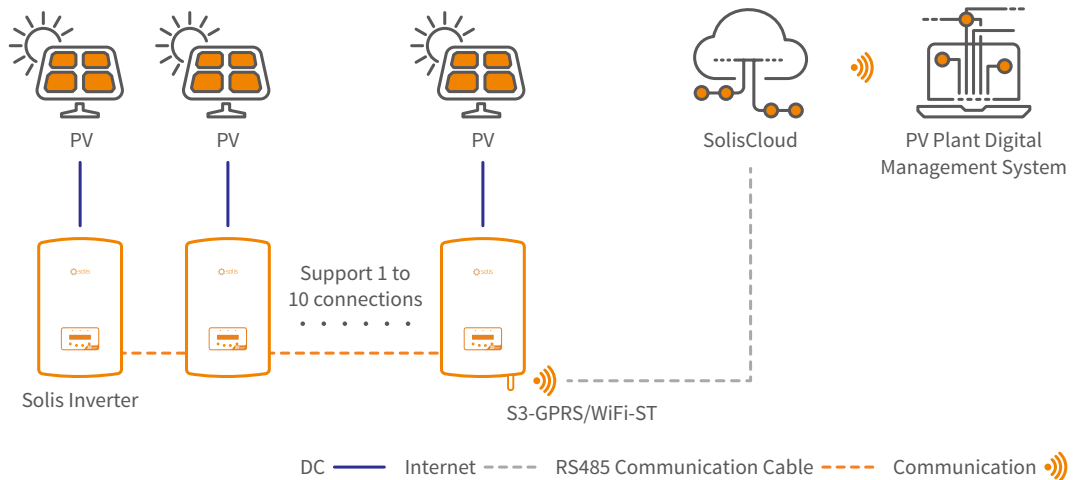 PV
PV
PV
SolisCloud
PV Plant Digital
Management System
solis
solis
solis
Support 1 to
10 connections
Solis Inverter
S3-GPRS/WiFi-ST
DC
Internet
RS485 Communication Cable
Communication